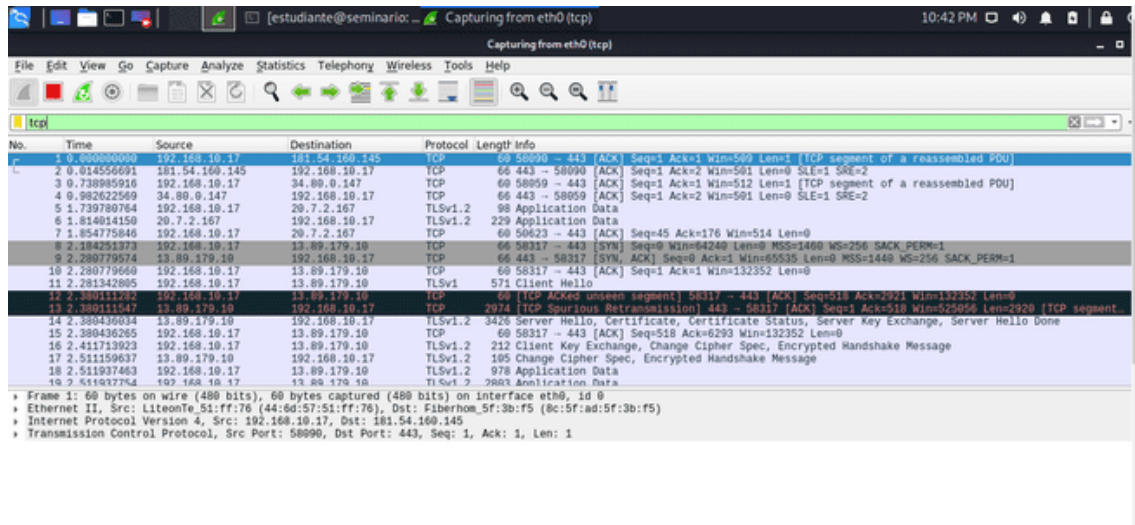 [estudiante@seminario: … Capturing from eth0 (tcp) 10:42 PM
Capturing from eth0 (tcp)
File Edit View Go Capture Analyze Statistics Telephony Wireless Tools Help
tcp
No. Time Source Destination Protocol Length Info
1 0.000000000 192.168.10.17 181.54.160.145 TCP 60 58090 → 443 [ACK] Seq=1 Ack=1 Win=509 Len=1 [TCP segment of a reassembled PDU]
2 0.014556691 181.54.160.145 192.168.10.17 TCP 66 443 → 58090 [ACK] Seq=1 Ack=2 Win=501 Len=0 SLE=1 SRE=2
3 0.738985916 192.168.10.17 34.80.0.147 TCP 60 58059 → 443 [ACK] Seq=1 Ack=1 Win=512 Len=1 [TCP segment of a reassembled PDU]
4 0.982622569 34.80.0.147 192.168.10.17 TCP 66 443 → 58059 [ACK] Seq=1 Ack=2 Win=501 Len=0 SLE=1 SRE=2
5 1.739780764 192.168.10.17 20.7.2.167 TLSv1.2 98 Application Data
6 1.814014150 20.7.2.167 192.168.10.17 TLSv1.2 229 Application Data
7 1.854775846 192.168.10.17 20.7.2.167 TCP 60 50623 → 443 [ACK] Seq=45 Ack=176 Win=514 Len=0
8 2.184251373 192.168.10.17 13.89.179.10 TCP 66 58317 → 443 [SYN] Seq=0 Win=64240 Len=0 MSS=1460 WS=256 SACK_PERM=1
9 2.280779574 13.89.179.10 192.168.10.17 TCP 66 443 → 58317 [SYN, ACK] Seq=0 Ack=1 Win=65535 Len=0 MSS=1440 WS=256 SACK_PERM=1
10 2.280779660 192.168.10.17 13.89.179.10 TCP 60 58317 → 443 [ACK] Seq=1 Ack=1 Win=132352 Len=0
11 2.281342805 192.168.10.17 13.89.179.10 TLSv1 571 Client Hello
12 2.380111282 192.168.10.17 13.89.179.10 TCP 60 [TCP ACKed unseen segment] 58317 → 443 [ACK] Seq=518 Ack=2921 Win=132352 Len=0
13 2.380111547 13.89.179.10 192.168.10.17 TCP 2974 [TCP Spurious Retransmission] 443 → 58317 [ACK] Seq=1 Ack=518 Win=525056 Len=2920 [TCP segment…
14 2.380436034 13.89.179.10 192.168.10.17 TLSv1.2 3426 Server Hello, Certificate, Certificate Status, Server Key Exchange, Server Hello Done
15 2.380436265 192.168.10.17 13.89.179.10 TCP 60 58317 → 443 [ACK] Seq=518 Ack=6293 Win=132352 Len=0
16 2.411713923 192.168.10.17 13.89.179.10 TLSv1.2 212 Client Key Exchange, Change Cipher Spec, Encrypted Handshake Message
17 2.511159637 13.89.179.10 192.168.10.17 TLSv1.2 105 Change Cipher Spec, Encrypted Handshake Message
18 2.511937463 192.168.10.17 13.89.179.10 TLSv1.2 978 Application Data
19 2.511937754 192.168.10.17 13.89.179.10 TLSv1.2 2803 Application Data
Frame 1: 60 bytes on wire (480 bits), 60 bytes captured (480 bits) on interface eth0, id 0
Ethernet II, Src: LiteonTe_51:ff:76 (44:6d:57:51:ff:76), Dst: Fiberhom_5f:3b:f5 (8c:5f:ad:5f:3b:f5)
Internet Protocol Version 4, Src: 192.168.10.17, Dst: 181.54.160.145
Transmission Control Protocol, Src Port: 58090, Dst Port: 443, Seq: 1, Ack: 1, Len: 1